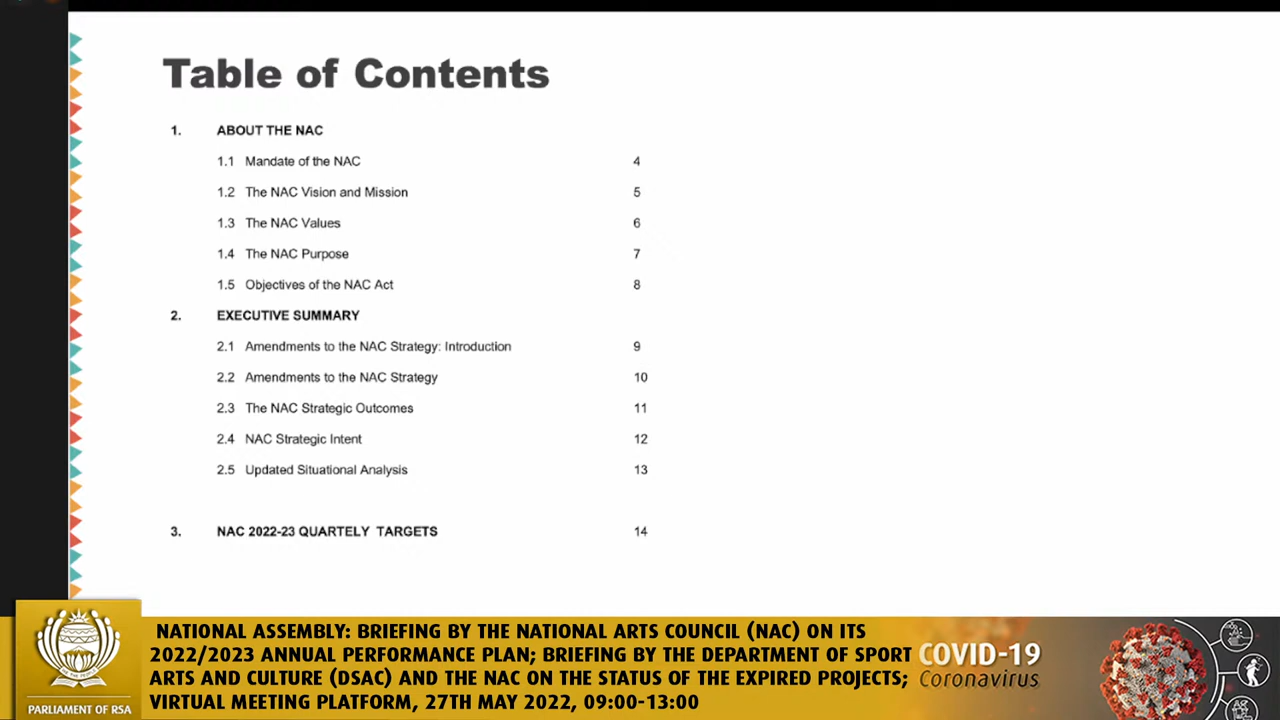 Table of Contents
1. ABOUT THE NAC
1.1 Mandate of the NAC 4
1.2 The NAC Vision and Mission 5
1.3 The NAC Values 6
1.4 The NAC Purpose 7
1.5 Objectives of the NAC Act 8
2. EXECUTIVE SUMMARY
2.1 Amendments to the NAC Strategy: Introduction 9
2.2 Amendments to the NAC Strategy 10
2.3 The NAC Strategic Outcomes 11
2.4 NAC Strategic Intent 12
2.5 Updated Situational Analysis 13
3. NAC 2022-23 QUARTELY TARGETS 14
NATIONAL ASSEMBLY: BRIEFING BY THE NATIONAL ARTS COUNCIL (NAC) ON ITS
2022/2023 ANNUAL PERFORMANCE PLAN; BRIEFING BY THE DEPARTMENT OF SPORT
ARTS AND CULTURE (DSAC) AND THE NAC ON THE STATUS OF THE EXPIRED PROJECTS;
VIRTUAL MEETING PLATFORM, 27TH MAY 2022, 09:00-13:00
PARLIAMENT OF RSA
COVID-19
Coronavirus